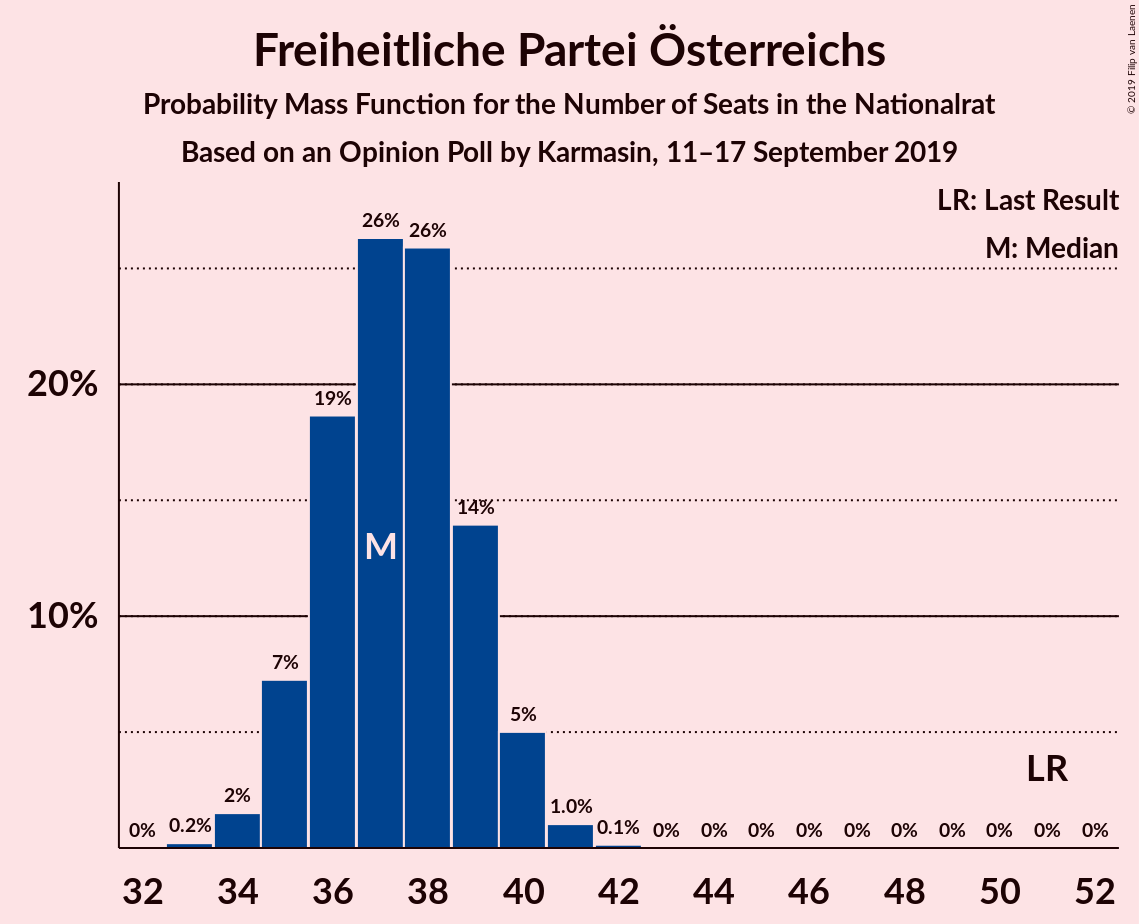 Freiheitliche Partei Österreichs
Probability Mass Function for the Number of Seats in the Nationalrat
Based on an Opinion Poll by Karmasin, 11–17 September 2019
© 2019 Filip van Laenen
LR: Last Result
M: Median
20%
10%
0% 0.2% 2% 7% 19% 26% 26% 14% 5% 1.0% 0.1% 0% 0% 0% 0% 0% 0% 0% 0% 0% 0%
M
LR
32 34 36 38 40 42 44 46 48 50 52